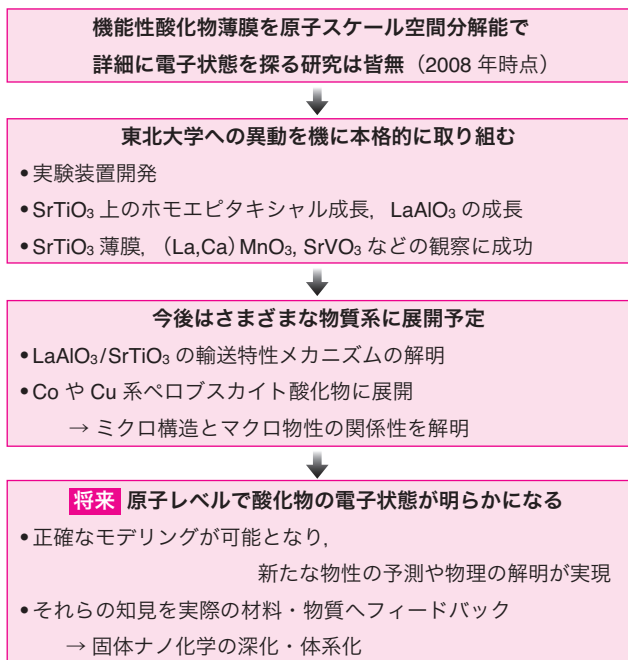 機能性酸化物薄膜を原子スケール空間分解能で
詳細に電子状態を探る研究は皆無（2008 年時点）
東北大学への異動を機に本格的に取り組む
•実験装置開発
•SrTiO₃ 上のホモエピタキシャル成長，LaAlO₃ の成長
•SrTiO₃ 薄膜，（La,Ca）MnO₃, SrVO₃ などの観察に成功
今後はさまざまな物質系に展開予定
•LaAlO₃/SrTiO₃ の輸送特性メカニズムの解明
•Co や Cu 系ペロブスカイト酸化物に展開
→ ミクロ構造とマクロ物性の関係性を解明
将来 原子レベルで酸化物の電子状態が明らかになる
•正確なモデリングが可能となり，
新たな物性の予測や物理の解明が実現
•それらの知見を実際の材料・物質へフィードバック
→ 固体ナノ化学の深化・体系化